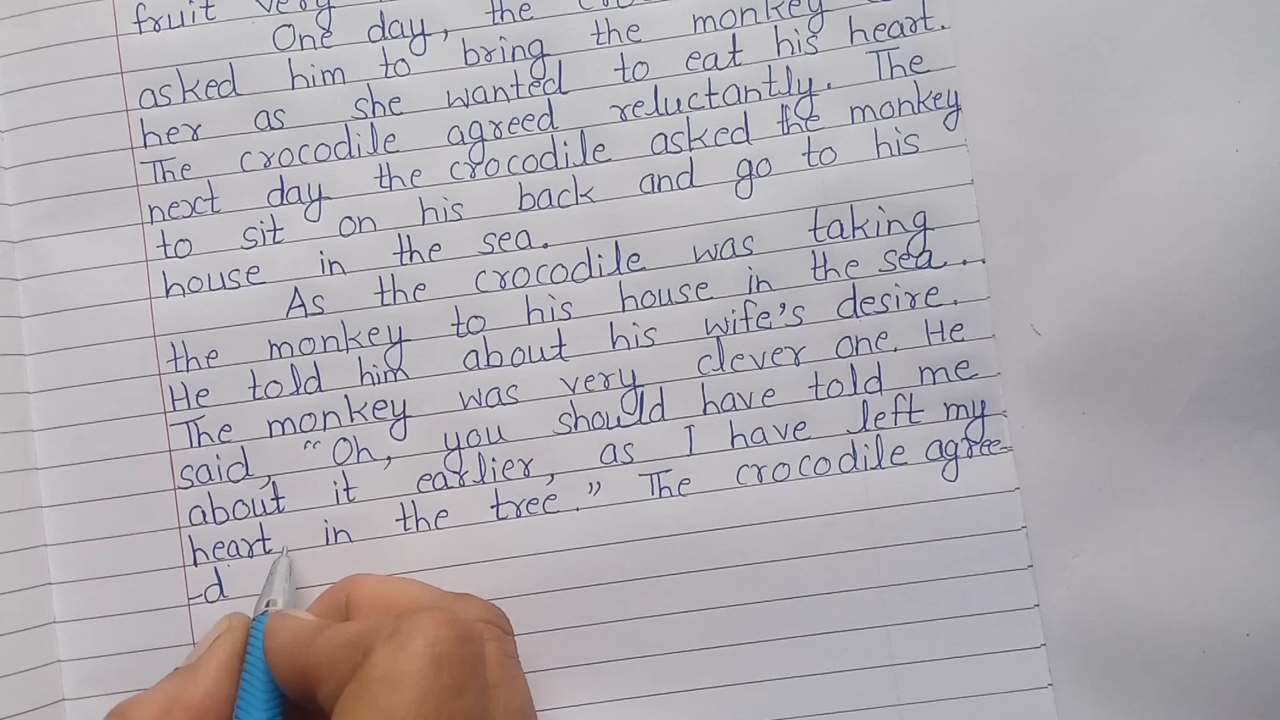 fruit very
One day, the
asked him to bring the monkey
her as she wanted to eat his heart.
The crocodile agreed reluctantly. The
next day the crocodile asked the monkey
to sit on his back and go to his
house in the sea.
As the crocodile was taking
the monkey to his house in the sea.
He told him about his wife's desire.
The monkey was very clever one. He
said, "Oh, you should have told me
about it earlier, as I have left my
heart in the tree." The crocodile agree-
-d